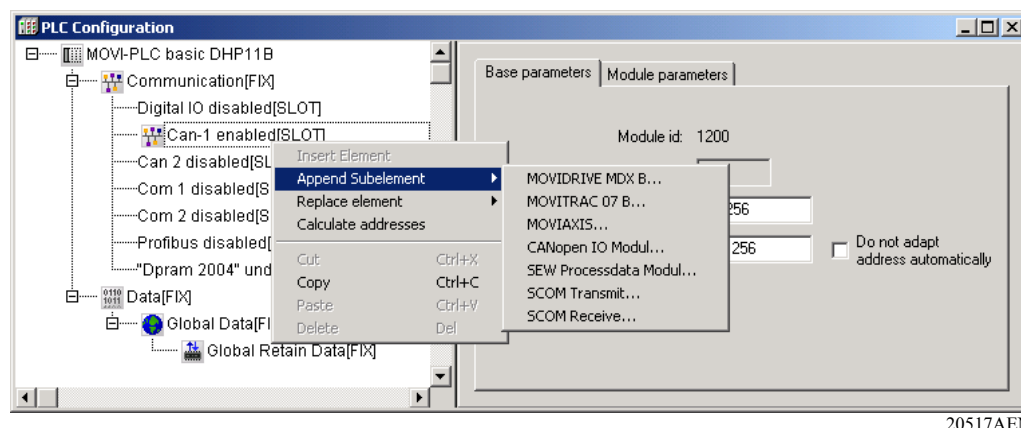 PLC Configuration
MOVI-PLC basic DHP11B
Communication[FIX]
Digital IO disabled[SLOT]
Can-1 enabled[SLOT]
Can 2 disabled[SL
Com 1 disabled[S
Com 2 disabled[S
Profibus disabled[
"Dpram 2004" und
0110
1011
Data[FIX]
Global Data[FI
Global Retain Data[FIX]
Insert Element
Append Subelement
Replace element
Calculate addresses
Cut Ctrl+X
Copy Ctrl+C
Paste Ctrl+V
Delete Del
MOVIDRIVE MDX B...
MOVITRAC 07 B...
MOVIAXIS...
CANopen IO Modul...
SEW Processdata Modul...
SCOM Transmit...
SCOM Receive...
Base parameters Module parameters
Module id: 1200
256
256
Do not adapt
address automatically